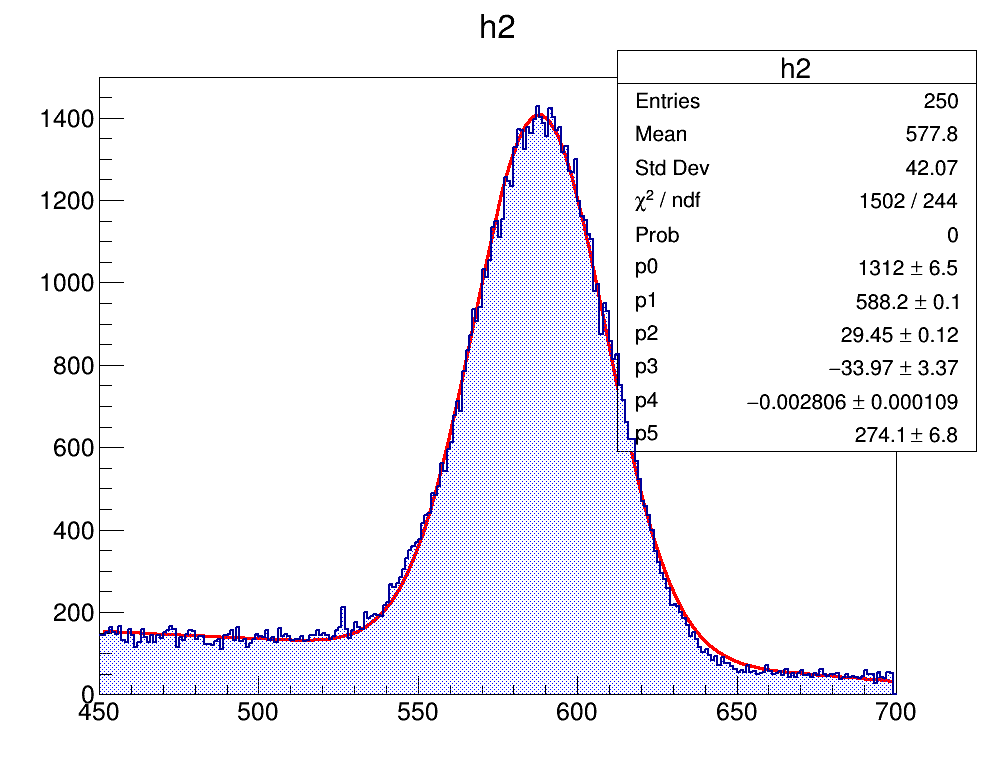 h2
h2
Entries 250
Mean 577.8
Std Dev 42.07
χ² / ndf 1502 / 244
Prob 0
p0 1312 ± 6.5
p1 588.2 ± 0.1
p2 29.45 ± 0.12
p3 −33.97 ± 3.37
p4 −0.002806 ± 0.000109
p5 274.1 ± 6.8
1400
1200
1000
800
600
400
200
0
450 500 550 600 650 700